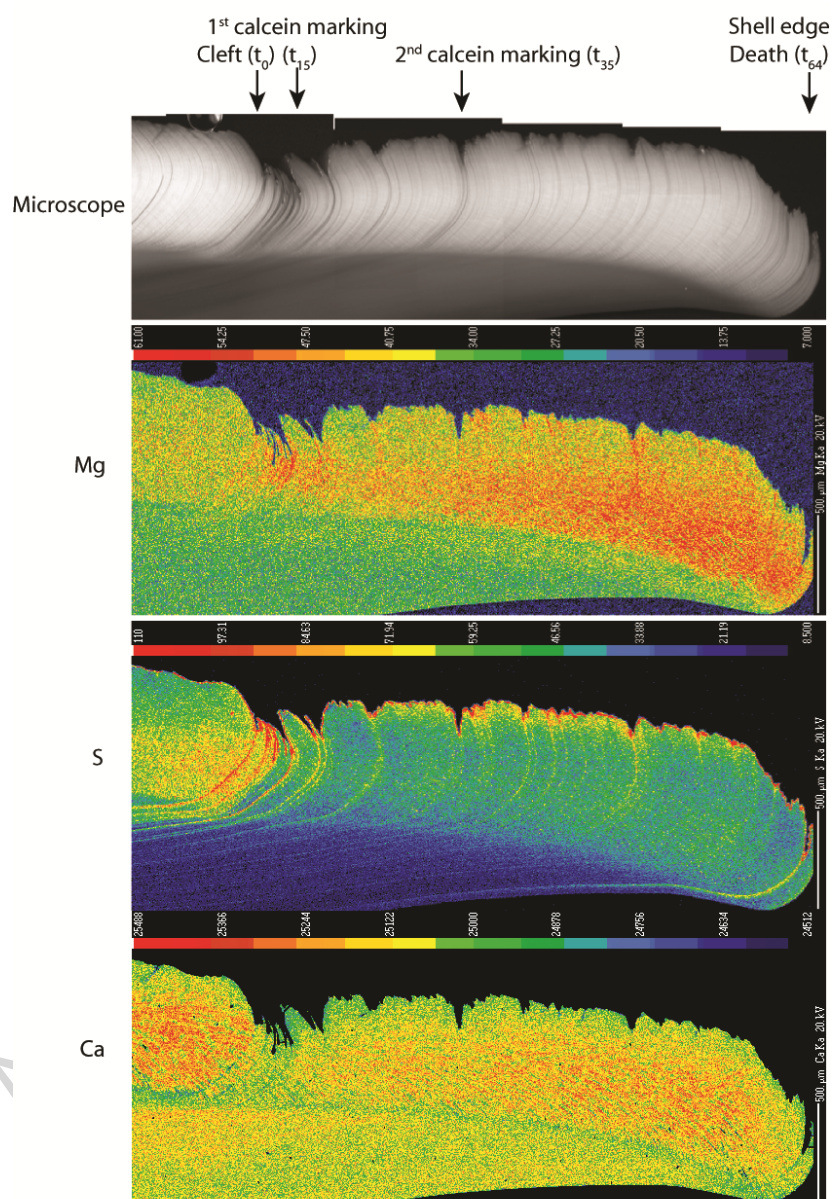 1st calcein marking
Shell edge
Cleft (t0) (t15)
2nd calcein marking (t35)
Death (t64)
Microscope
61.00 54.25 47.50 40.75 34.00 27.25 20.50 13.75 7.000
Mg
500. µm MgKa 20.kV
110 97.31 84.63 71.94 59.25 46.56 33.88 21.19 8.500
S
500. µm S Ka 20.kV
25488 25366 25244 25122 25000 24878 24756 24634 24512
Ca
500. µm CaKa 20.kV